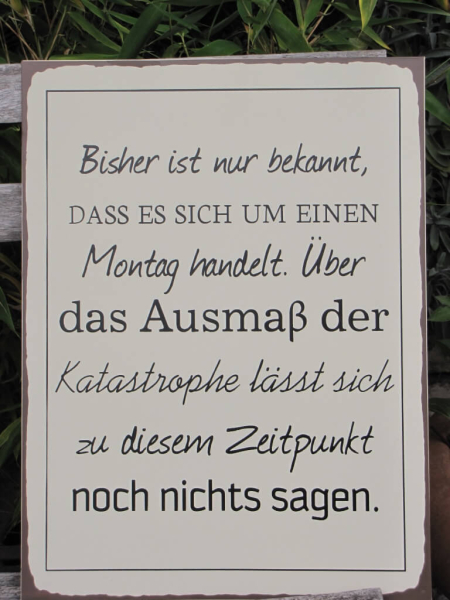 Bisher ist nur bekannt,
DASS ES SICH UM EINEN
Montag handelt. Über
das Ausmaß der
Katastrophe lässt sich
zu diesem Zeitpunkt
noch nichts sagen.